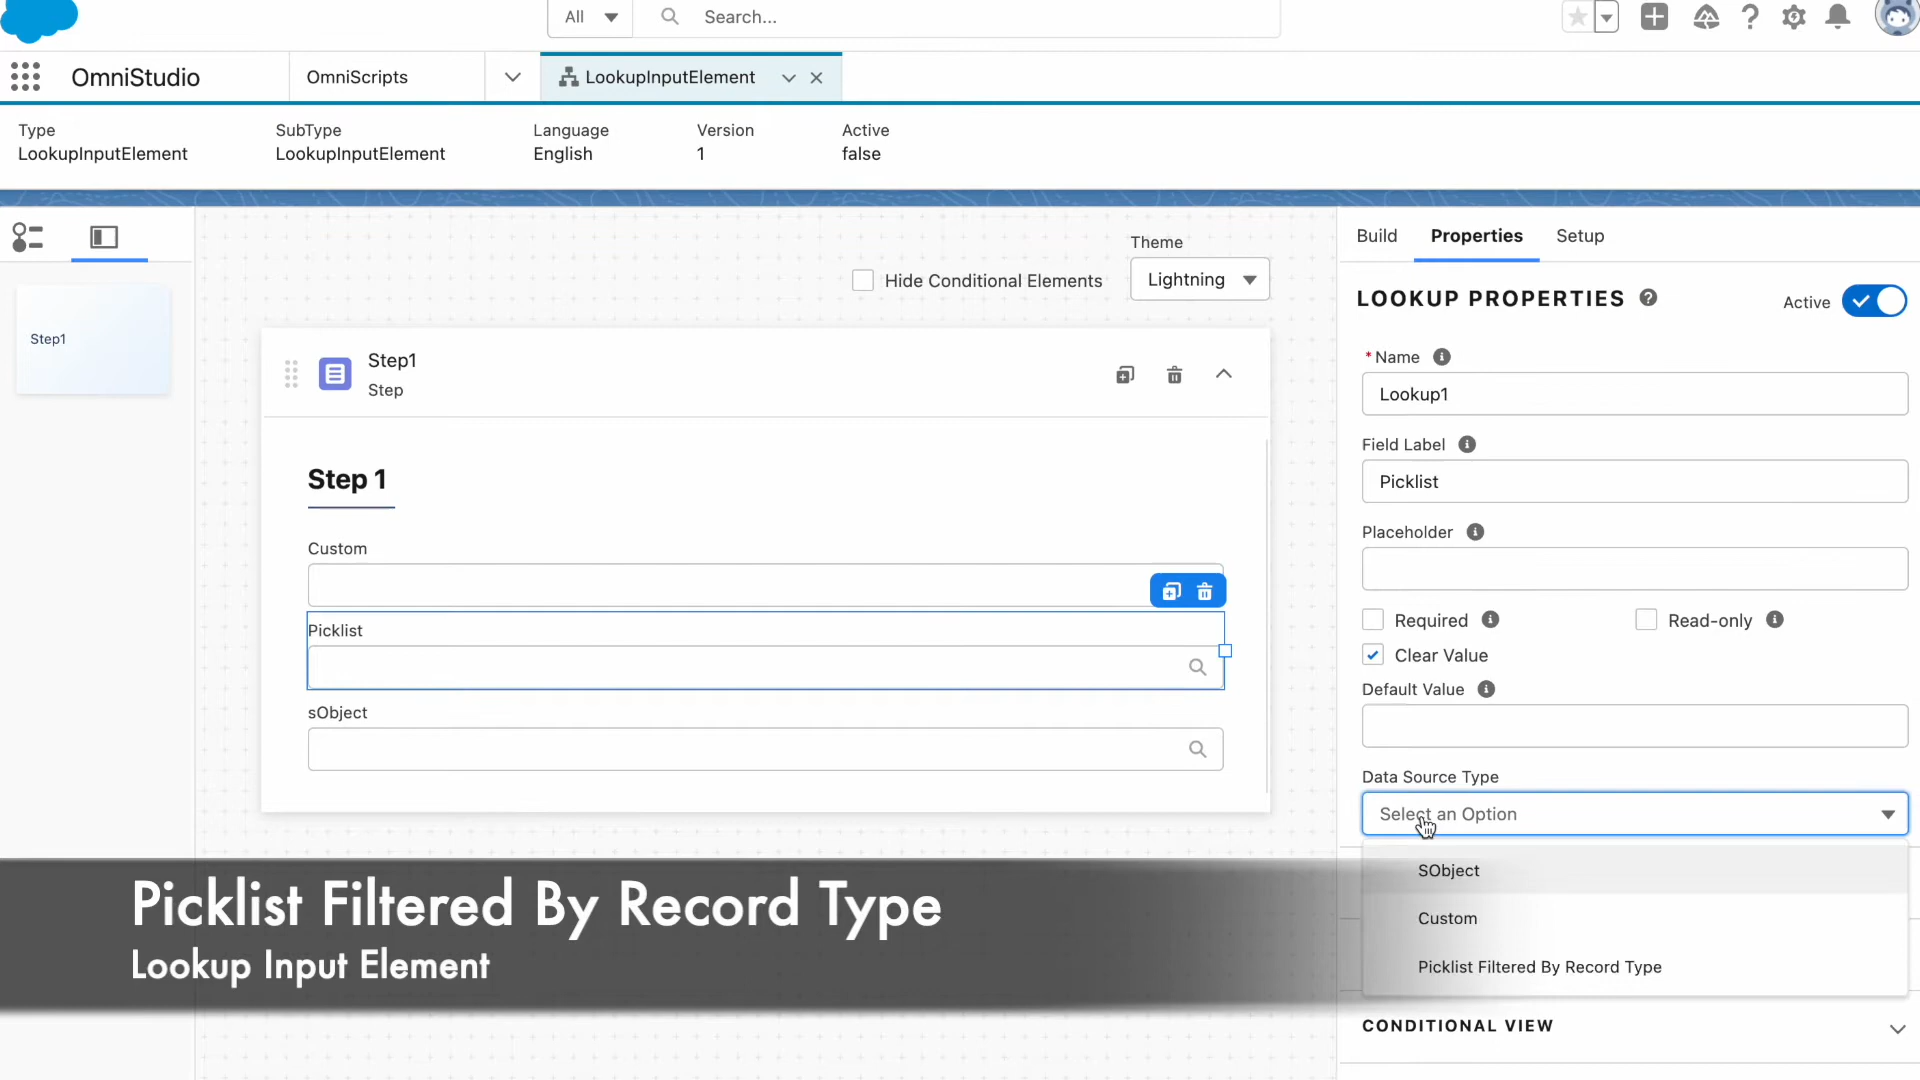 All
Search...
OmniStudio
OmniScripts
LookupInputElement
Type
SubType
Language
Version
Active
LookupInputElement
LookupInputElement
English
1
false
Step1
Theme
Hide Conditional Elements
Lightning
Step1
Step
Step 1
Custom
Picklist
sObject
Build
Properties
Setup
LOOKUP PROPERTIES
Active
*Name
Lookup1
Field Label
Picklist
Placeholder
Required
Read-only
Clear Value
Default Value
Data Source Type
Select an Option
SObject
Custom
Picklist Filtered By Record Type
CONDITIONAL VIEW
Picklist Filtered By Record Type
Lookup Input Element